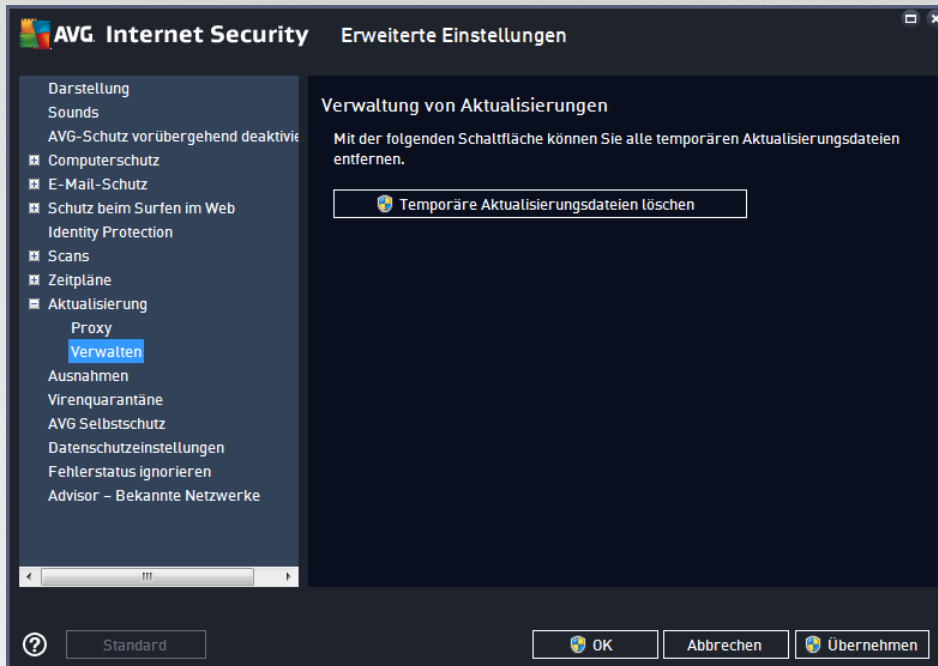 AVG Internet Security Erweiterte Einstellungen
Darstellung
Sounds
AVG-Schutz vorübergehend deaktivie
Computerschutz
E-Mail-Schutz
Schutz beim Surfen im Web
Identity Protection
Scans
Zeitpläne
Aktualisierung
Proxy
Verwalten
Ausnahmen
Virenquarantäne
AVG Selbstschutz
Datenschutzeinstellungen
Fehlerstatus ignorieren
Advisor – Bekannte Netzwerke
Verwaltung von Aktualisierungen
Mit der folgenden Schaltfläche können Sie alle temporären Aktualisierungsdateien
entfernen.
Temporäre Aktualisierungsdateien löschen
Standard
OK
Abbrechen
Übernehmen